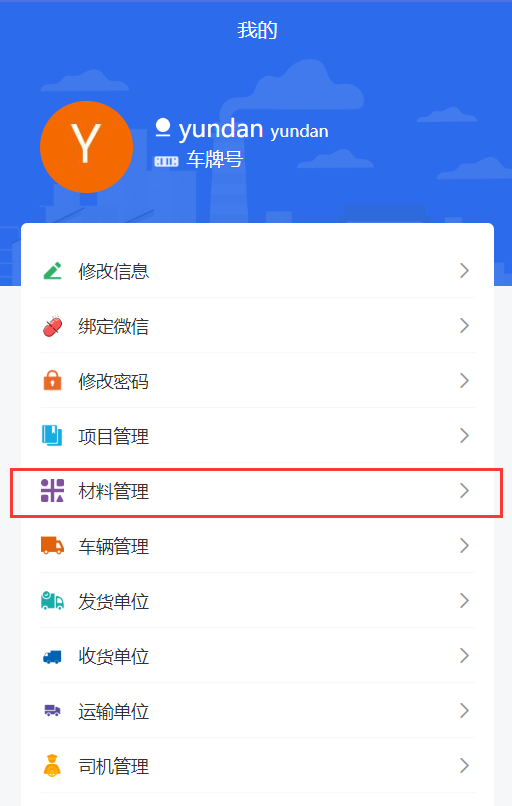 我的
Y
yundan yundan
车牌号
修改信息
绑定微信
修改密码
项目管理
材料管理
车辆管理
发货单位
收货单位
运输单位
司机管理